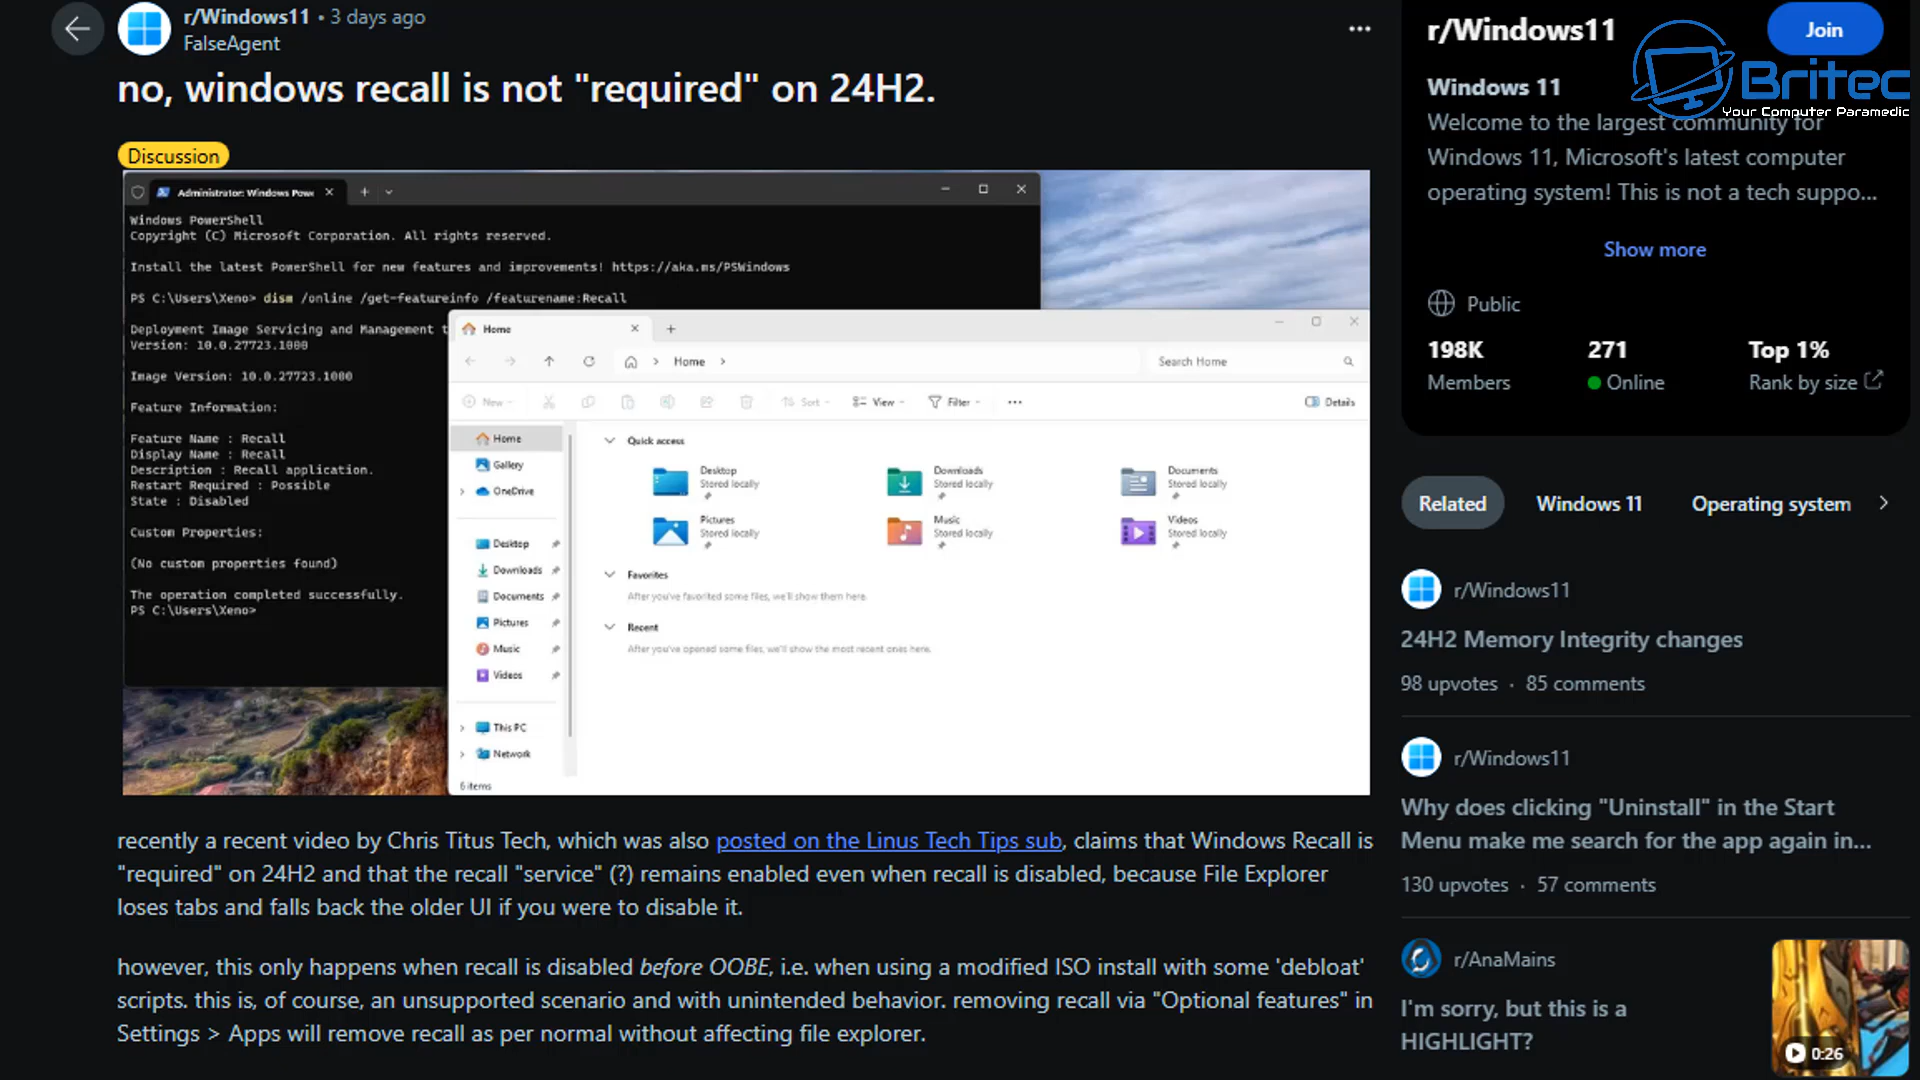 r/Windows11 • 3 days ago
FalseAgent
no, windows recall is not "required" on 24H2.
Discussion
Administrator: Windows Powe
Windows PowerShell
Copyright (C) Microsoft Corporation. All rights reserved.
Install the latest PowerShell for new features and improvements! https://aka.ms/PSWindows
PS C:\Users\Xeno> dism /online /get-featureinfo /featurename:Recall
Deployment Image Servicing and Management t
Version: 10.0.27723.1000
Image Version: 10.0.27723.1000
Feature Information:
Feature Name : Recall
Display Name : Recall
Description : Recall application.
Restart Required : Possible
State : Disabled
Custom Properties:
(No custom properties found)
The operation completed successfully.
PS C:\Users\Xeno>
Home
Home
Search Home
New
Sort
View
Filter
Details
Home
Gallery
OneDrive
Desktop
Downloads
Documents
Pictures
Music
Videos
This PC
Network
6 items
Quick access
Desktop
Stored locally
Downloads
Stored locally
Documents
Stored locally
Pictures
Stored locally
Music
Stored locally
Videos
Stored locally
Favorites
After you've favorited some files, we'll show them here.
Recent
After you've opened some files, we'll show the most recent ones here.
recently a recent video by Chris Titus Tech, which was also posted on the Linus Tech Tips sub, claims that Windows Recall is
"required" on 24H2 and that the recall "service" (?) remains enabled even when recall is disabled, because File Explorer
loses tabs and falls back the older UI if you were to disable it.
however, this only happens when recall is disabled before OOBE, i.e. when using a modified ISO install with some 'debloat'
scripts. this is, of course, an unsupported scenario and with unintended behavior. removing recall via "Optional features" in
Settings > Apps will remove recall as per normal without affecting file explorer.
r/Windows11
Join
Britec
Your Computer Paramedic
Windows 11
Welcome to the largest community for
Windows 11, Microsoft's latest computer
operating system! This is not a tech suppo...
Show more
Public
198K
Members
271
Online
Top 1%
Rank by size
Related
Windows 11
Operating system
r/Windows11
24H2 Memory Integrity changes
98 upvotes · 85 comments
r/Windows11
Why does clicking "Uninstall" in the Start
Menu make me search for the app again in...
130 upvotes · 57 comments
r/AnaMains
I'm sorry, but this is a
HIGHLIGHT?
0:26